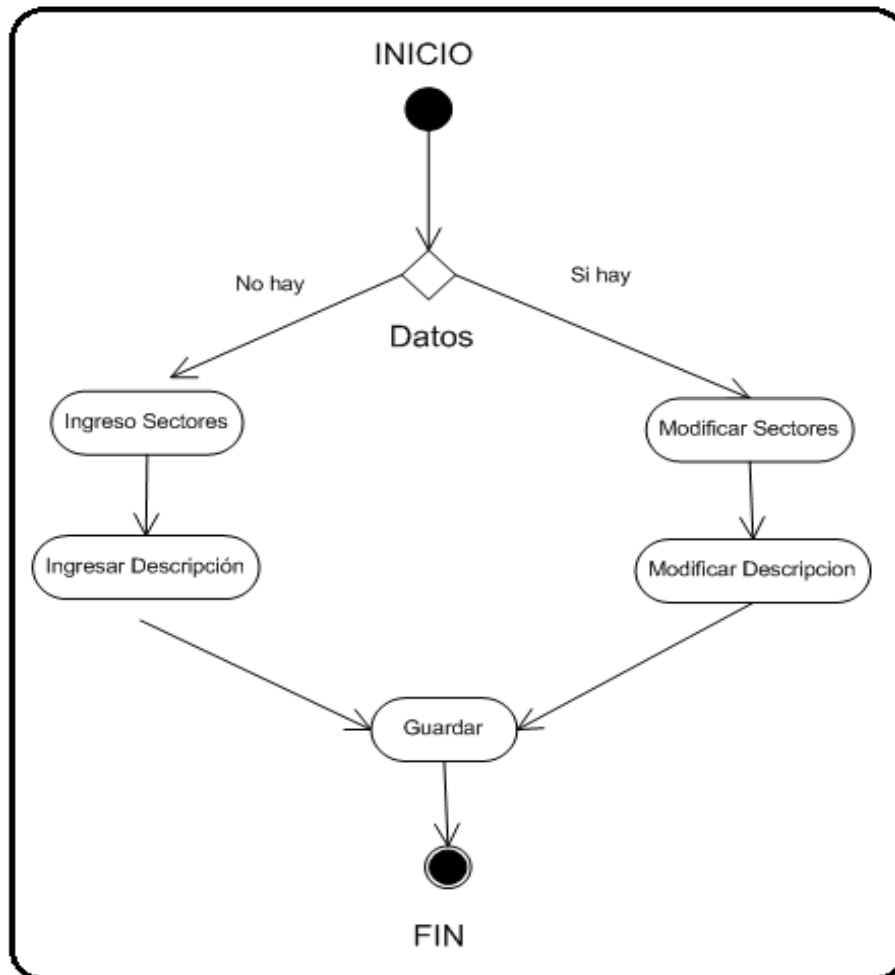 INICIO
No hay
Si hay
Datos
Ingreso Sectores
Modificar Sectores
Ingresar Descripción
Modificar Descripcion
Guardar
FIN